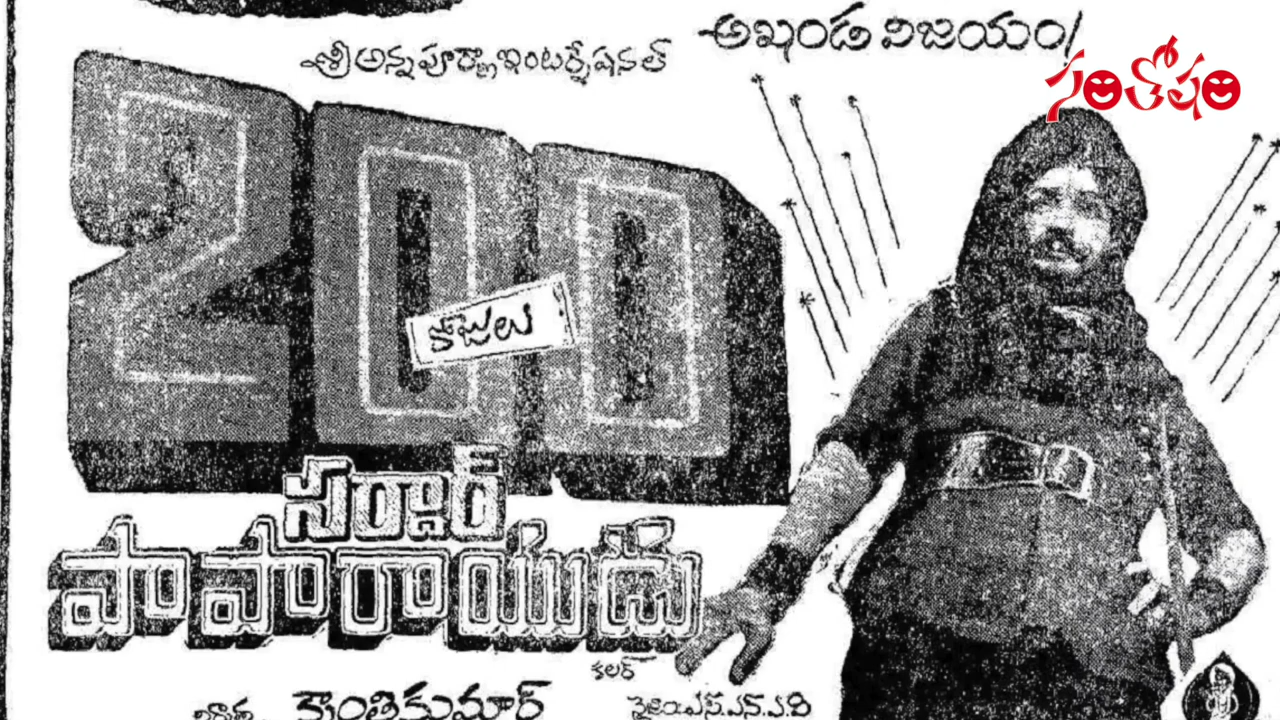 అఖండ విజయం!
సంతోషం
శ్రీ అన్నపూర్ణా ఇంటర్నేషనల్
200
రోజులు
సర్దార్
పాపారాయుడు
కలర్
నిర్మాత క్రాంతికుమార్